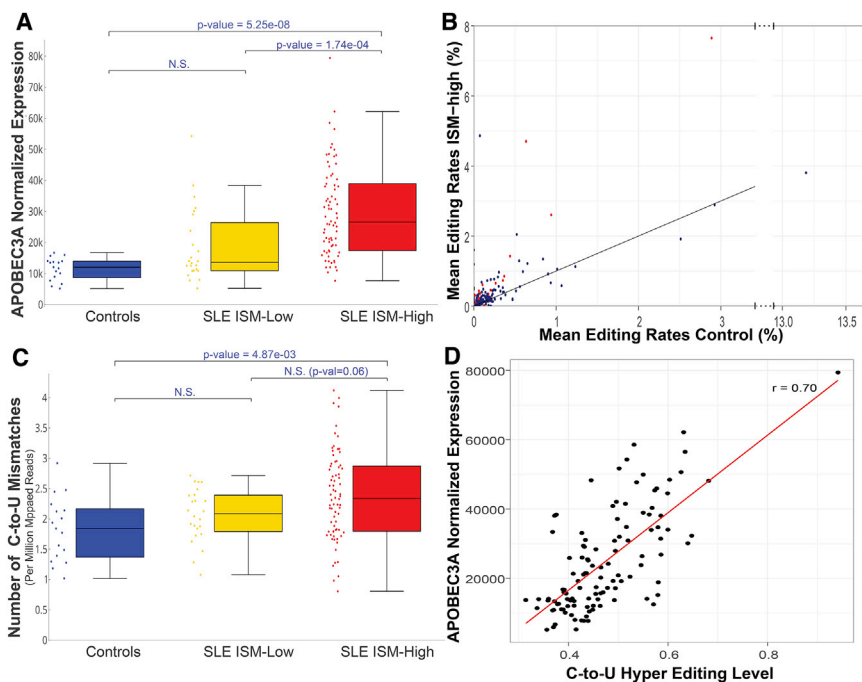 A
APOBEC3A Normalized Expression
80k
70k
60k
50k
40k
30k
20k
10k
0
p-value = 5.25e-08
p-value = 1.74e-04
N.S.
Controls
SLE ISM-Low
SLE ISM-High
B
Mean Editing Rates ISM-high (%)
8
6
4
2
0
0
1
2
3
13.0
13.5
Mean Editing Rates Control (%)
C
Number of C-to-U Mismatches
(Per Million Mppaed Reads)
4
3.5
3
2.5
2
1.5
1
0.5
0
p-value = 4.87e-03
N.S. (p-val=0.06)
N.S.
Controls
SLE ISM-Low
SLE ISM-High
D
APOBEC3A Normalized Expression
80000
60000
40000
20000
r = 0.70
0.4
0.6
0.8
C-to-U Hyper Editing Level